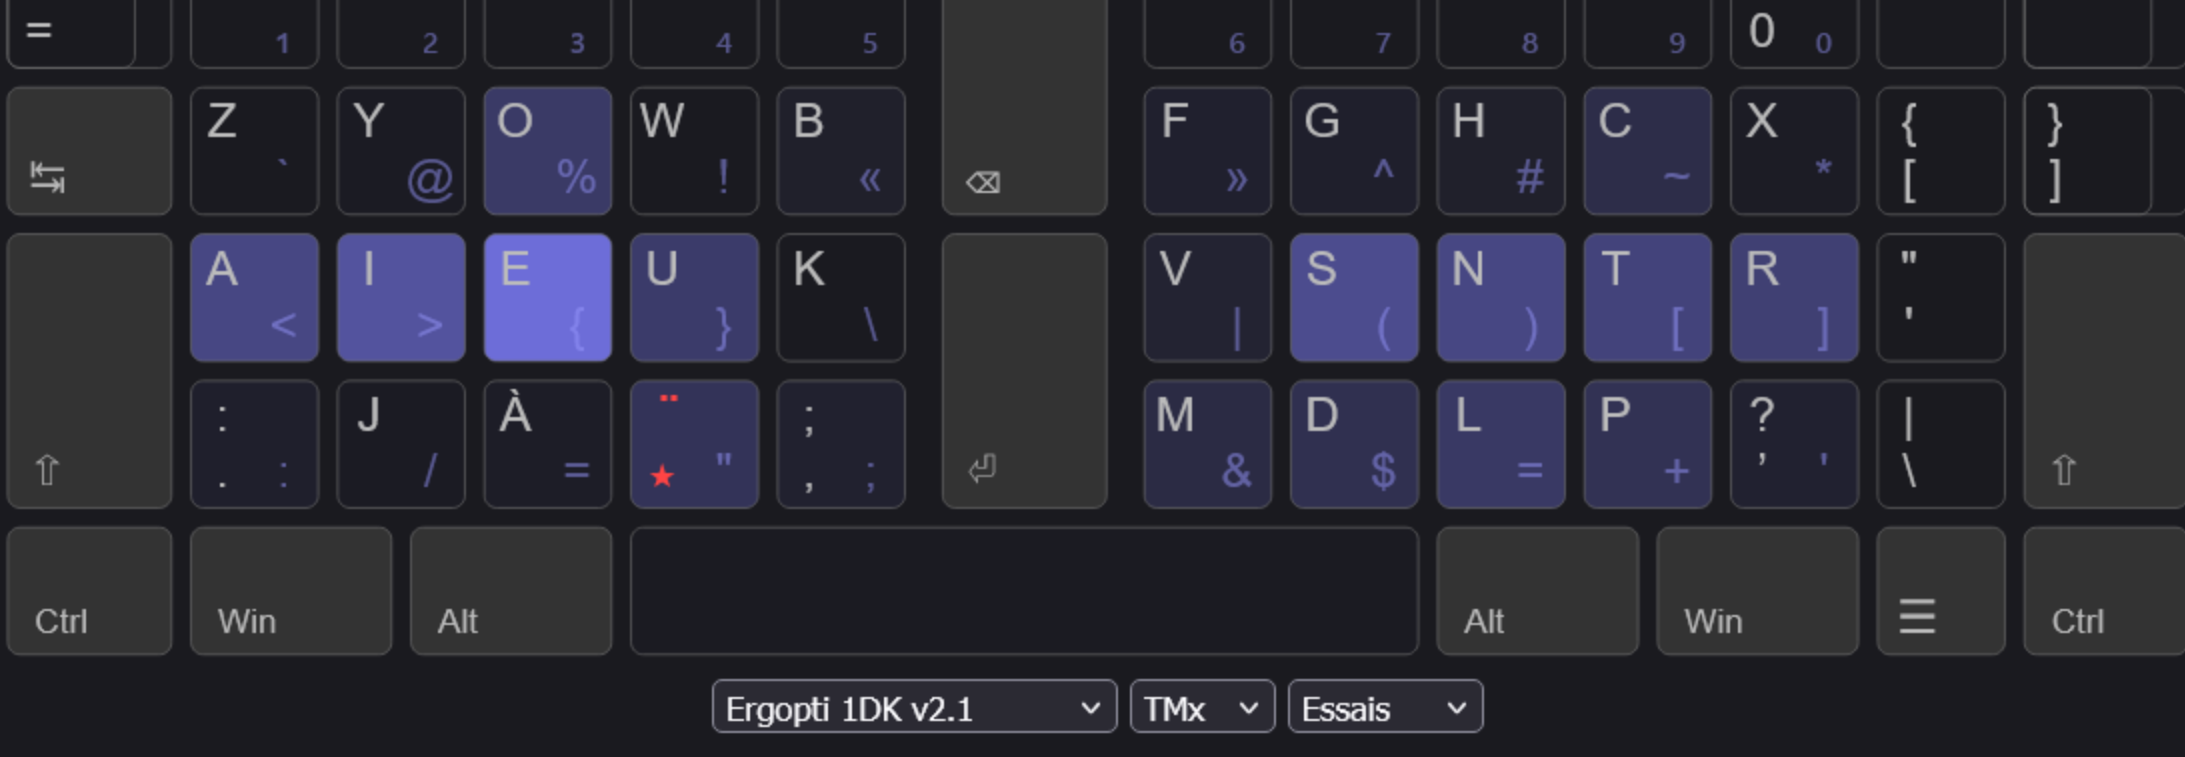 = 1 2 3 4 5 6 7 8 9 0 0
↹ Z ` Y @ O % W ! B « ⌫ F » G ^ H # C ~ X * { [ } ]
A < I > E { U } K \ V | S ( N ) T [ R ] " '
⇧ : . : J / À = ¨ ★ " ; , ; ⏎ M & D $ L = P + ? ’ ' | \ ⇧
Ctrl Win Alt Alt Win ☰ Ctrl
Ergopti 1DK v2.1 TMx Essais